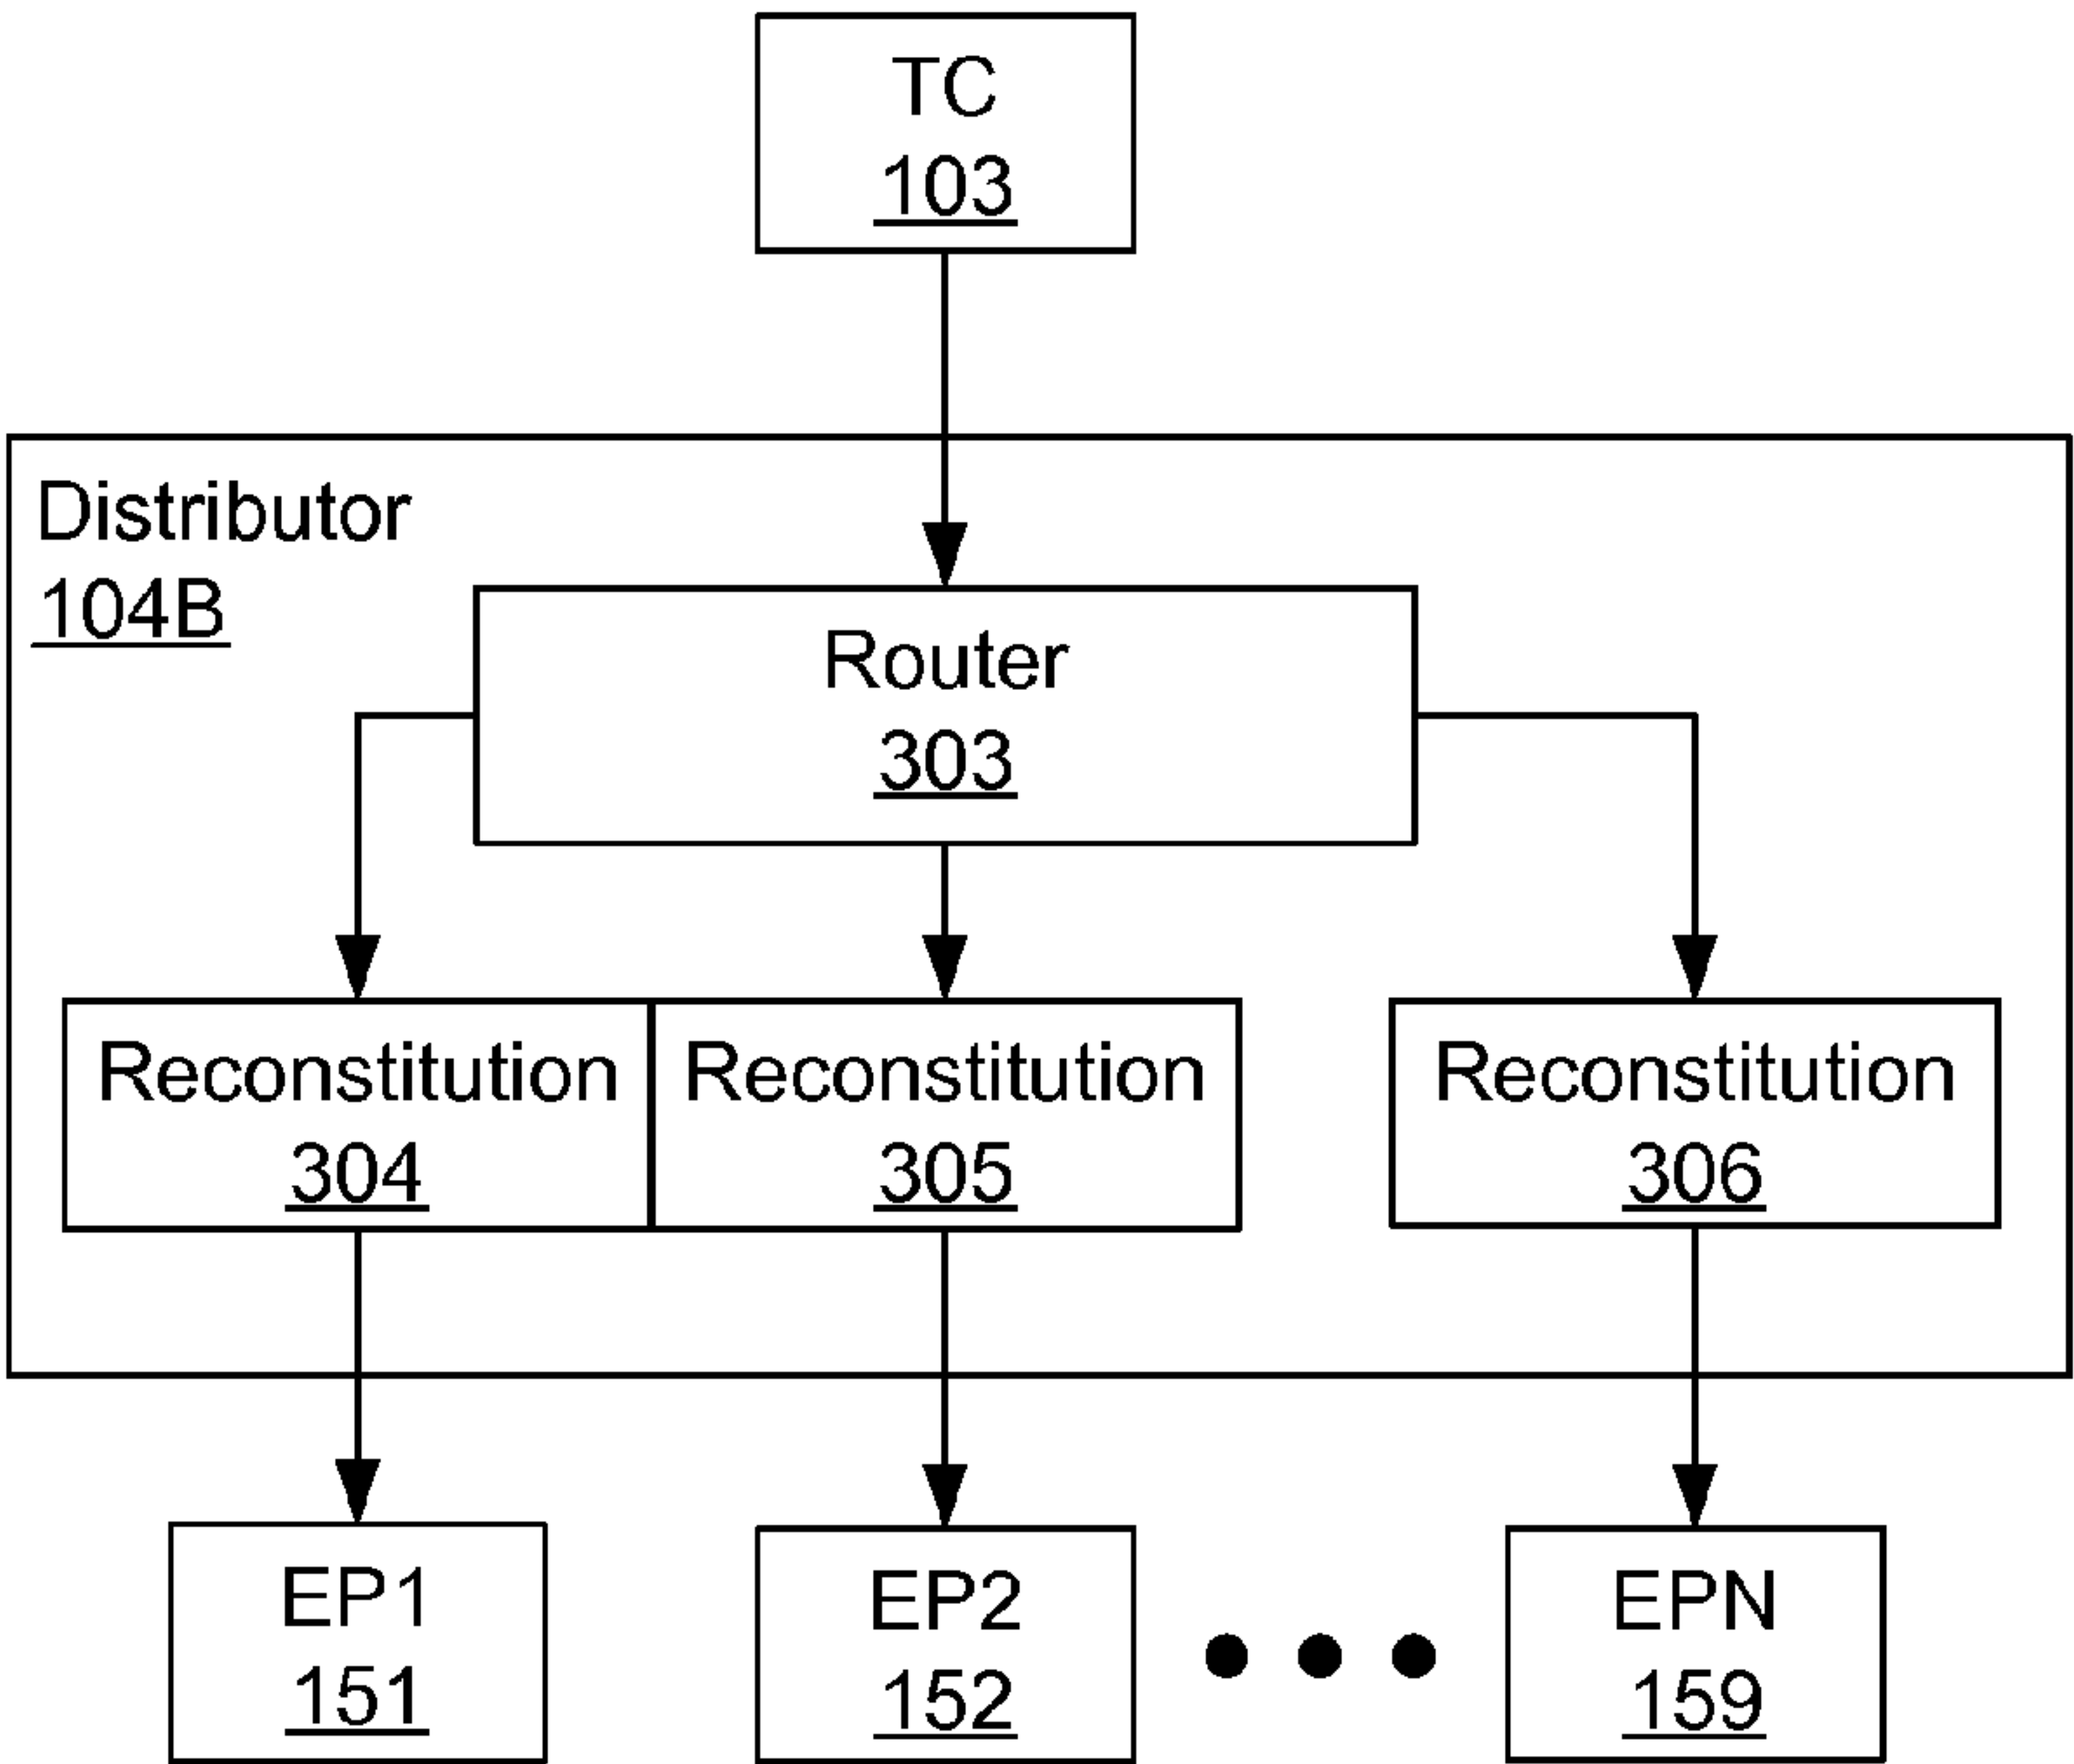 TC
103
Distributor
104B
Router
303
Reconstitution
304
Reconstitution
305
Reconstitution
306
EP1
151
EP2
152
EPN
159